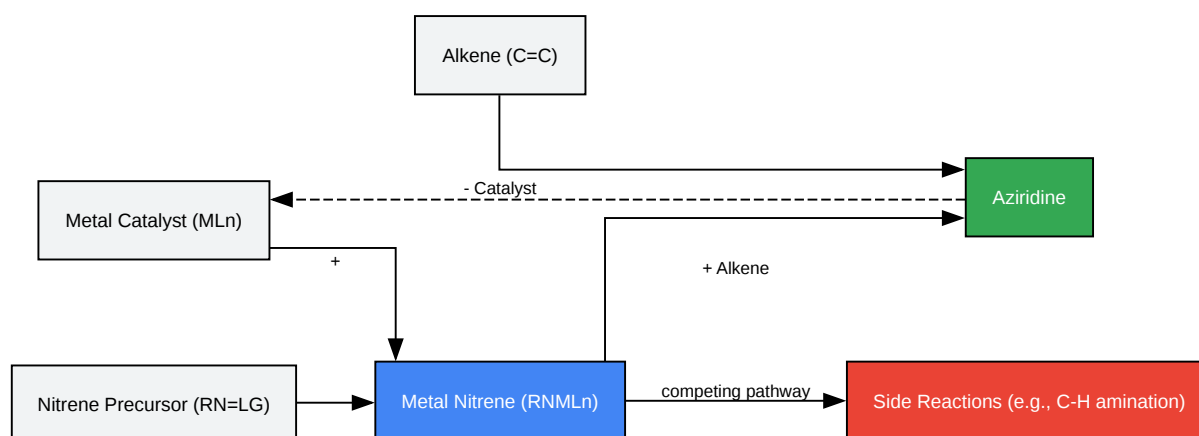 Alkene (C=C)
- Catalyst
Aziridine
Metal Catalyst (MLn)
+
+ Alkene
Nitrene Precursor (RN=LG)
Metal Nitrene (RNMLn)
competing pathway
Side Reactions (e.g., C-H amination)